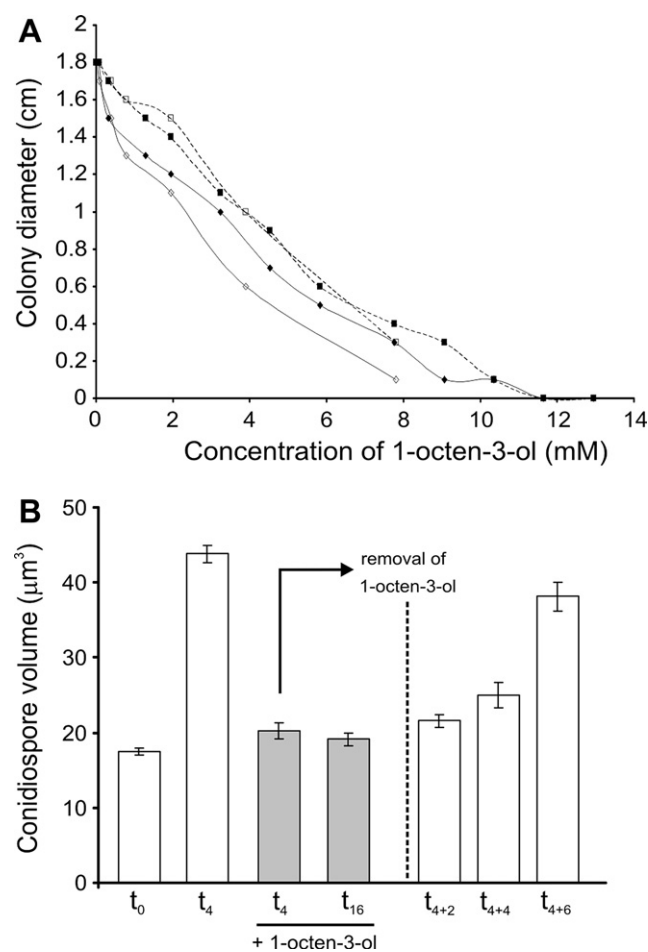 A
2
1.8
1.6
1.4
1.2
1
0.8
0.6
0.4
0.2
0
Colony diameter (cm)
0 2 4 6 8 10 12 14
Concentration of 1-octen-3-ol (mM)
B
50
40
30
20
10
0
Conidiospore volume (µm³)
removal of
1-octen-3-ol
t₀ t₄ t₄ t₁₆ t₄₊₂ t₄₊₄ t₄₊₆
+ 1-octen-3-ol